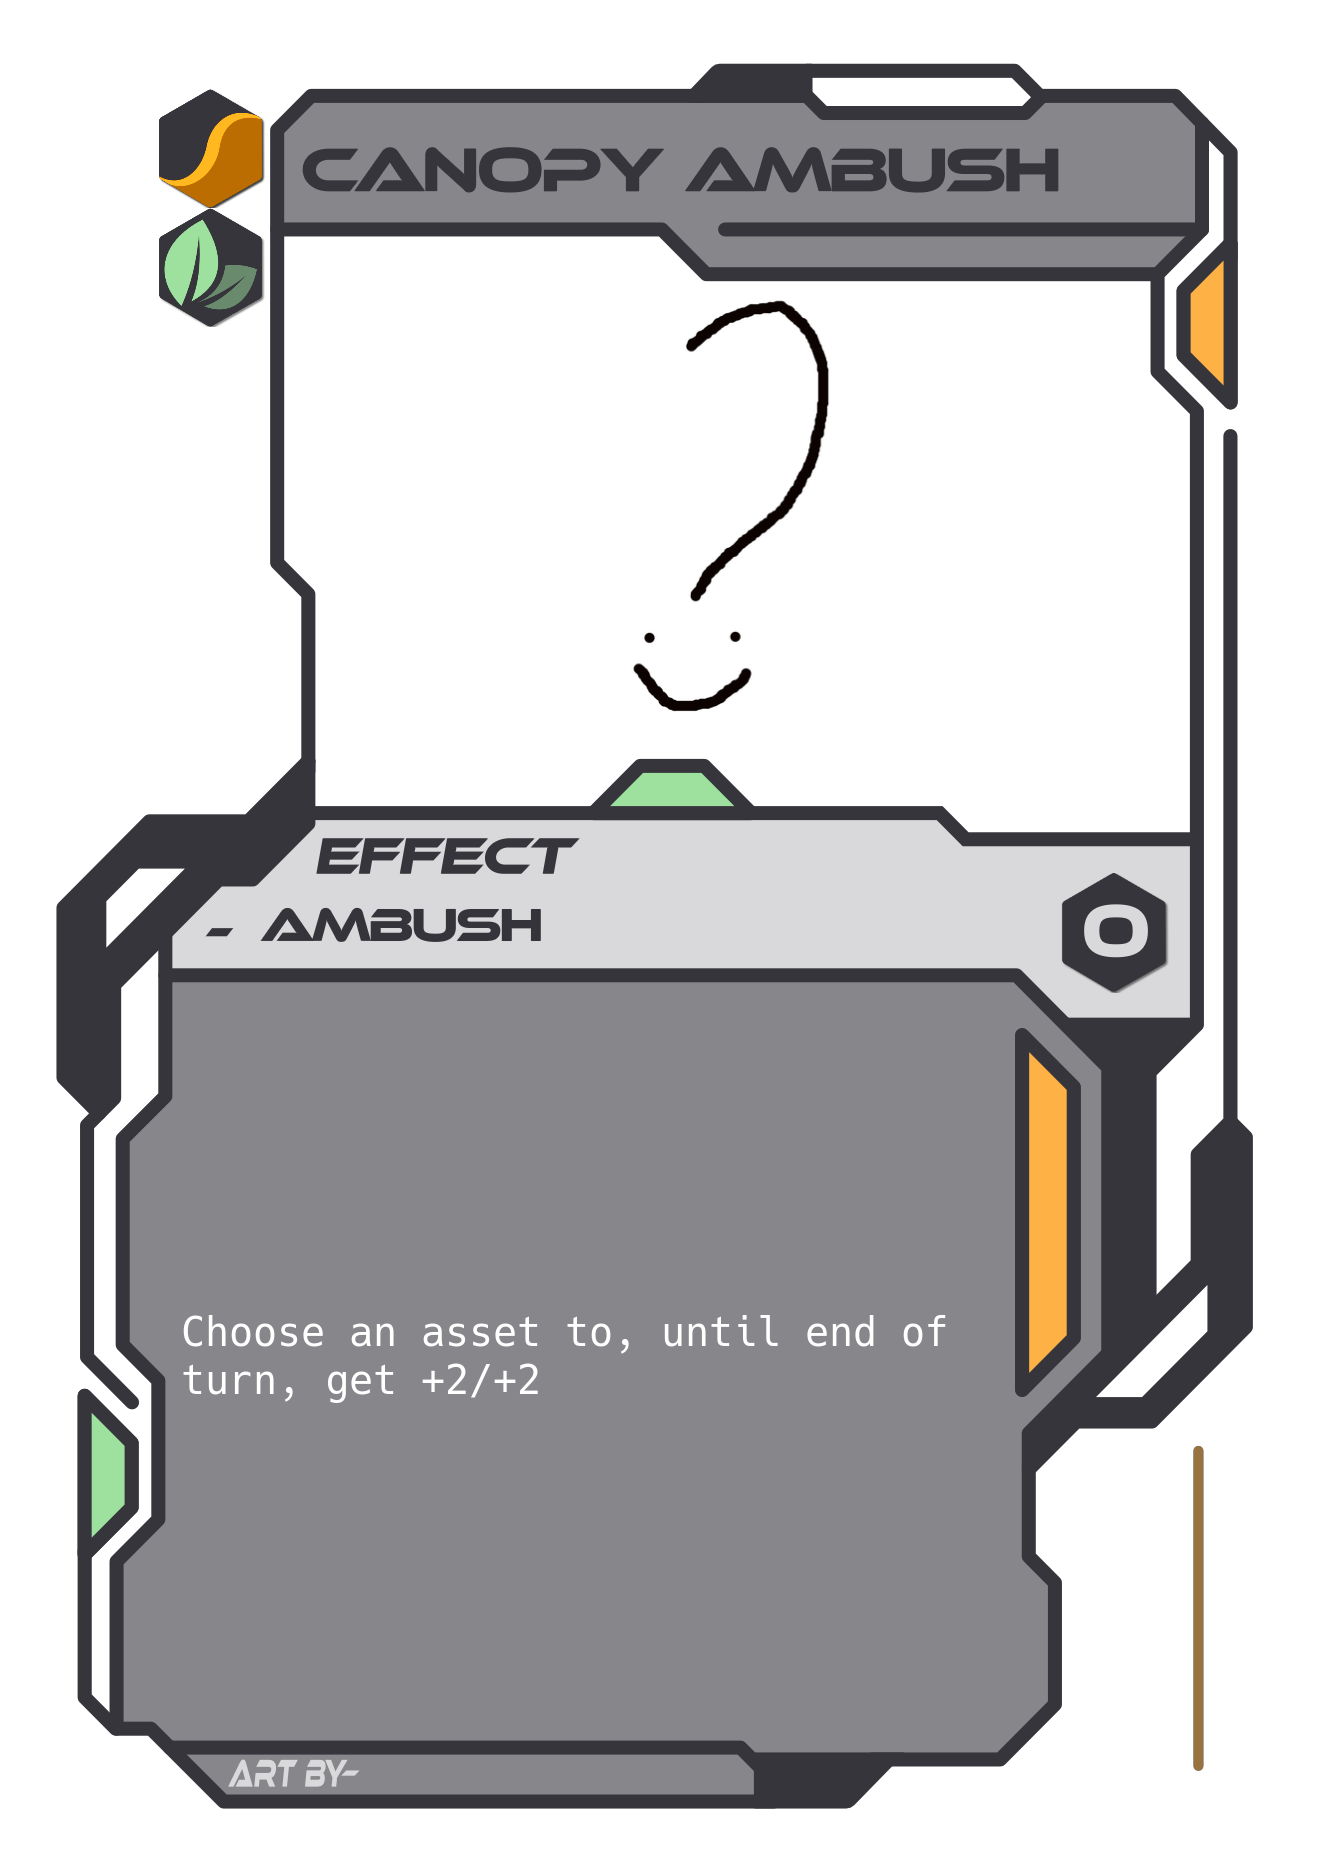 CANOPY AMBUSH
EFFECT
- AMBUSH
0
Choose an asset to, until end of
turn, get +2/+2
ART BY-